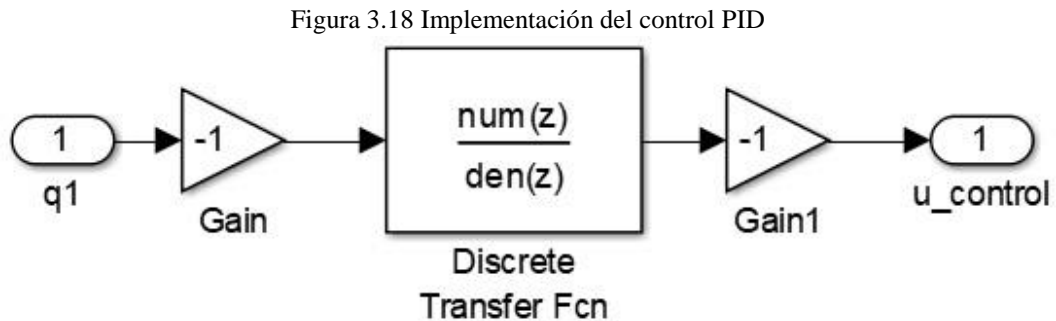 Figura 3.18 Implementación del control PID
1
q1
-1
Gain
num(z)
den(z)
Discrete
Transfer Fcn
-1
Gain1
1
u_control